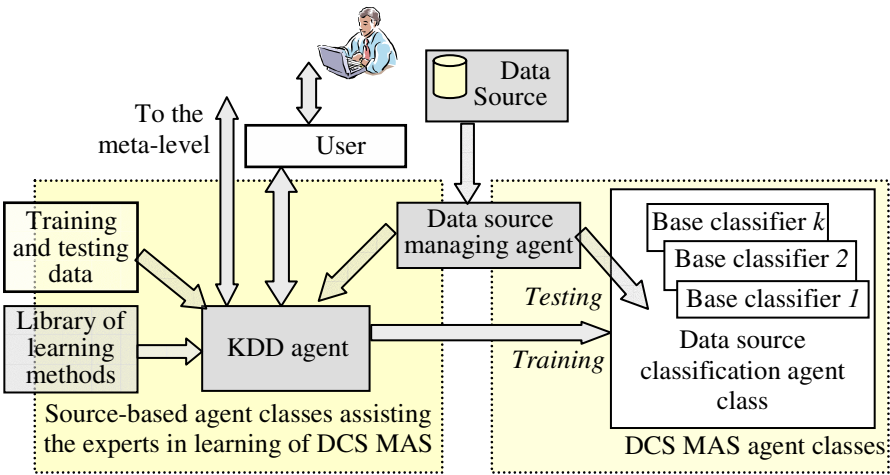 Data
Source
To the
meta-level
User
Training
and testing
data
Data source
managing agent
Base classifier k
Base classifier 2
Base classifier 1
Testing
Library of
learning
methods
KDD agent
Training
Data source
classification agent
class
Source-based agent classes assisting
the experts in learning of DCS MAS
DCS MAS agent classes